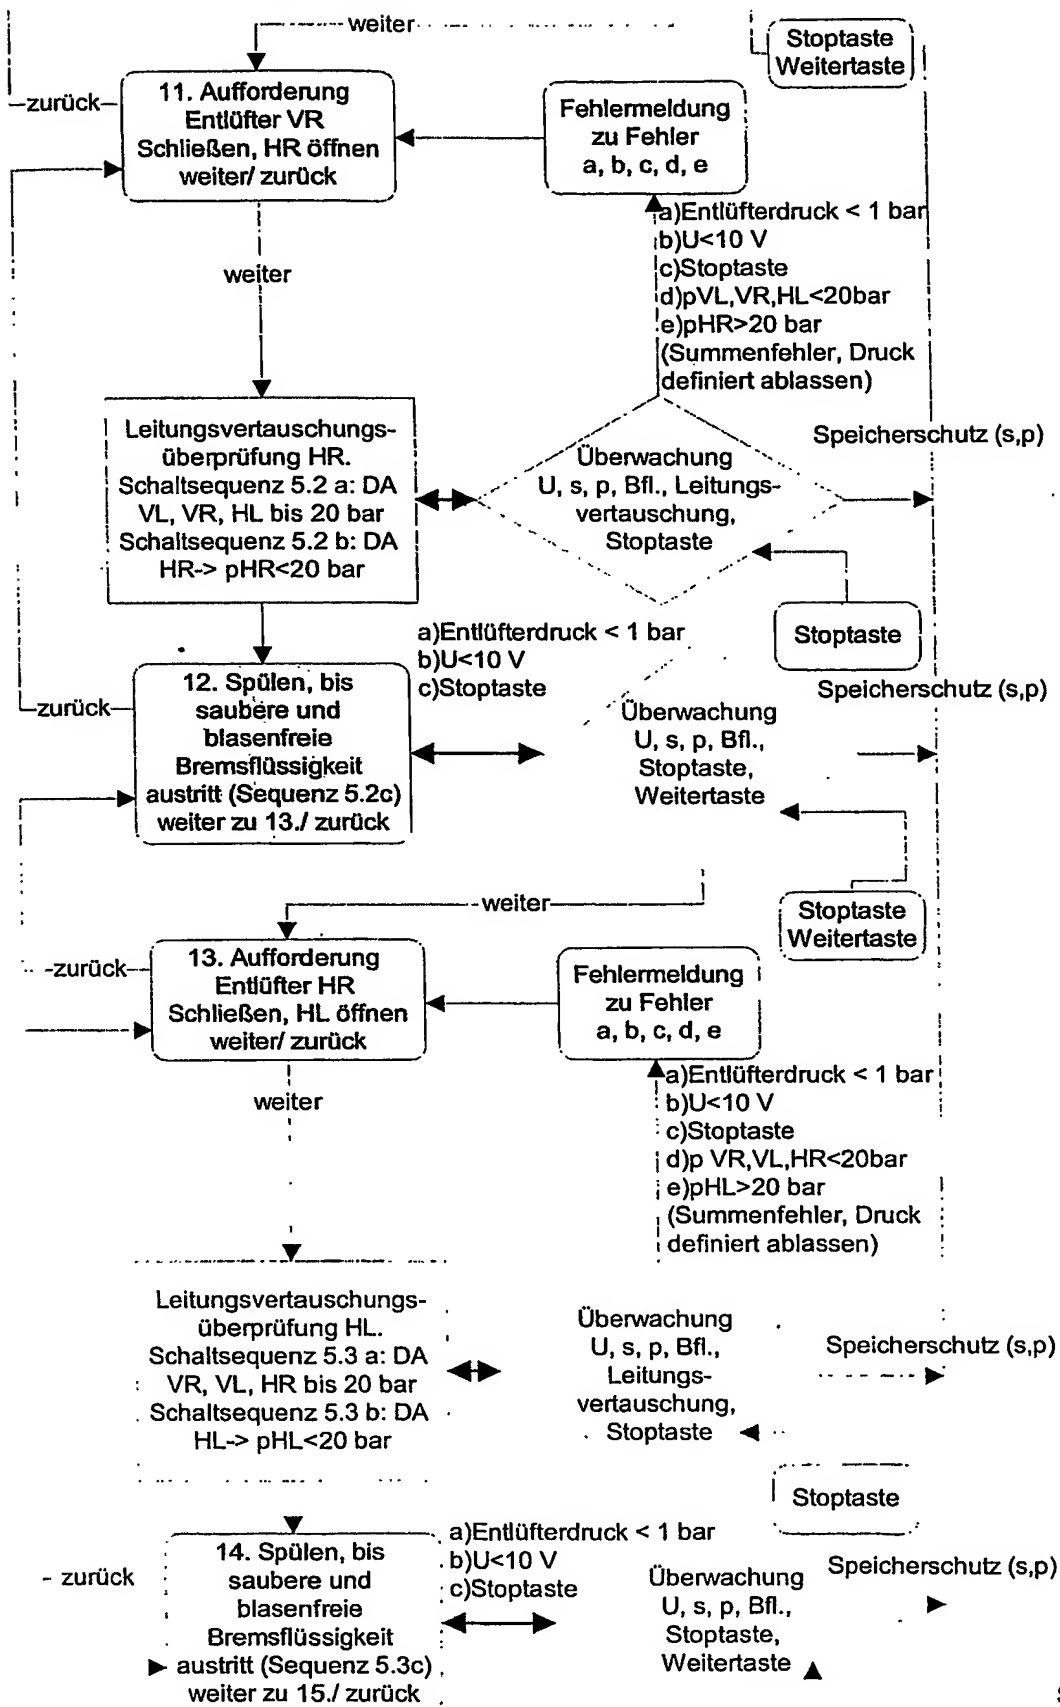 weiter
Stoptaste
Weitertaste
zurück
11. Aufforderung
Entlüfter VR
Schließen, HR öffnen
weiter/ zurück
Fehlermeldung
zu Fehler
a, b, c, d, e
a)Entlüfterdruck < 1 bar
b)U<10 V
c)Stoptaste
d)pVL,VR,HL<20bar
e)pHR>20 bar
(Summenfehler, Druck
definiert ablassen)
weiter
Leitungsvertauschungs-
überprüfung HR.
Schaltsequenz 5.2 a: DA
VL, VR, HL bis 20 bar
Schaltsequenz 5.2 b: DA
HR-> pHR<20 bar
Überwachung
U, s, p, Bfl., Leitungs-
vertauschung,
Stoptaste
Speicherschutz (s,p)
Stoptaste
a)Entlüfterdruck < 1 bar
b)U<10 V
c)Stoptaste
zurück
12. Spülen, bis
saubere und
blasenfreie
Bremsflüssigkeit
austritt (Sequenz 5.2c)
weiter zu 13./ zurück
Überwachung
U, s, p, Bfl.,
Stoptaste,
Weitertaste
Speicherschutz (s,p)
weiter
Stoptaste
Weitertaste
-zurück
13. Aufforderung
Entlüfter HR
Schließen, HL öffnen
weiter/ zurück
Fehlermeldung
zu Fehler
a, b, c, d, e
a)Entlüfterdruck < 1 bar
b)U<10 V
c)Stoptaste
d)p VR,VL,HR<20bar
e)pHL>20 bar
(Summenfehler, Druck
definiert ablassen)
weiter
Leitungsvertauschungs-
überprüfung HL.
Schaltsequenz 5.3 a: DA
VR, VL, HR bis 20 bar
Schaltsequenz 5.3 b: DA
HL-> pHL<20 bar
Überwachung
U, s, p, Bfl.,
Leitungs-
vertauschung,
Stoptaste
Speicherschutz (s,p)
Stoptaste
a)Entlüfterdruck < 1 bar
b)U<10 V
c)Stoptaste
- zurück
14. Spülen, bis
saubere und
blasenfreie
Bremsflüssigkeit
austritt (Sequenz 5.3c)
weiter zu 15./ zurück
Überwachung
U, s, p, Bfl.,
Stoptaste,
Weitertaste
Speicherschutz (s,p)